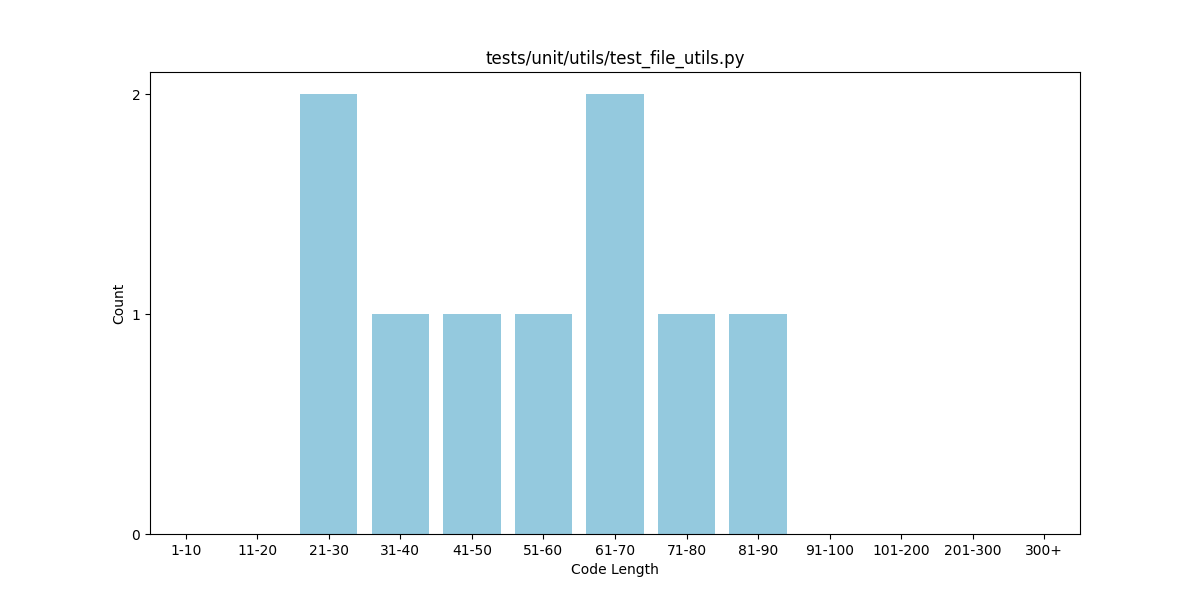 tests/unit/utils/test_file_utils.py
2
1
0
Count
1-10 11-20 21-30 31-40 41-50 51-60 61-70 71-80 81-90 91-100 101-200 201-300 300+
Code Length